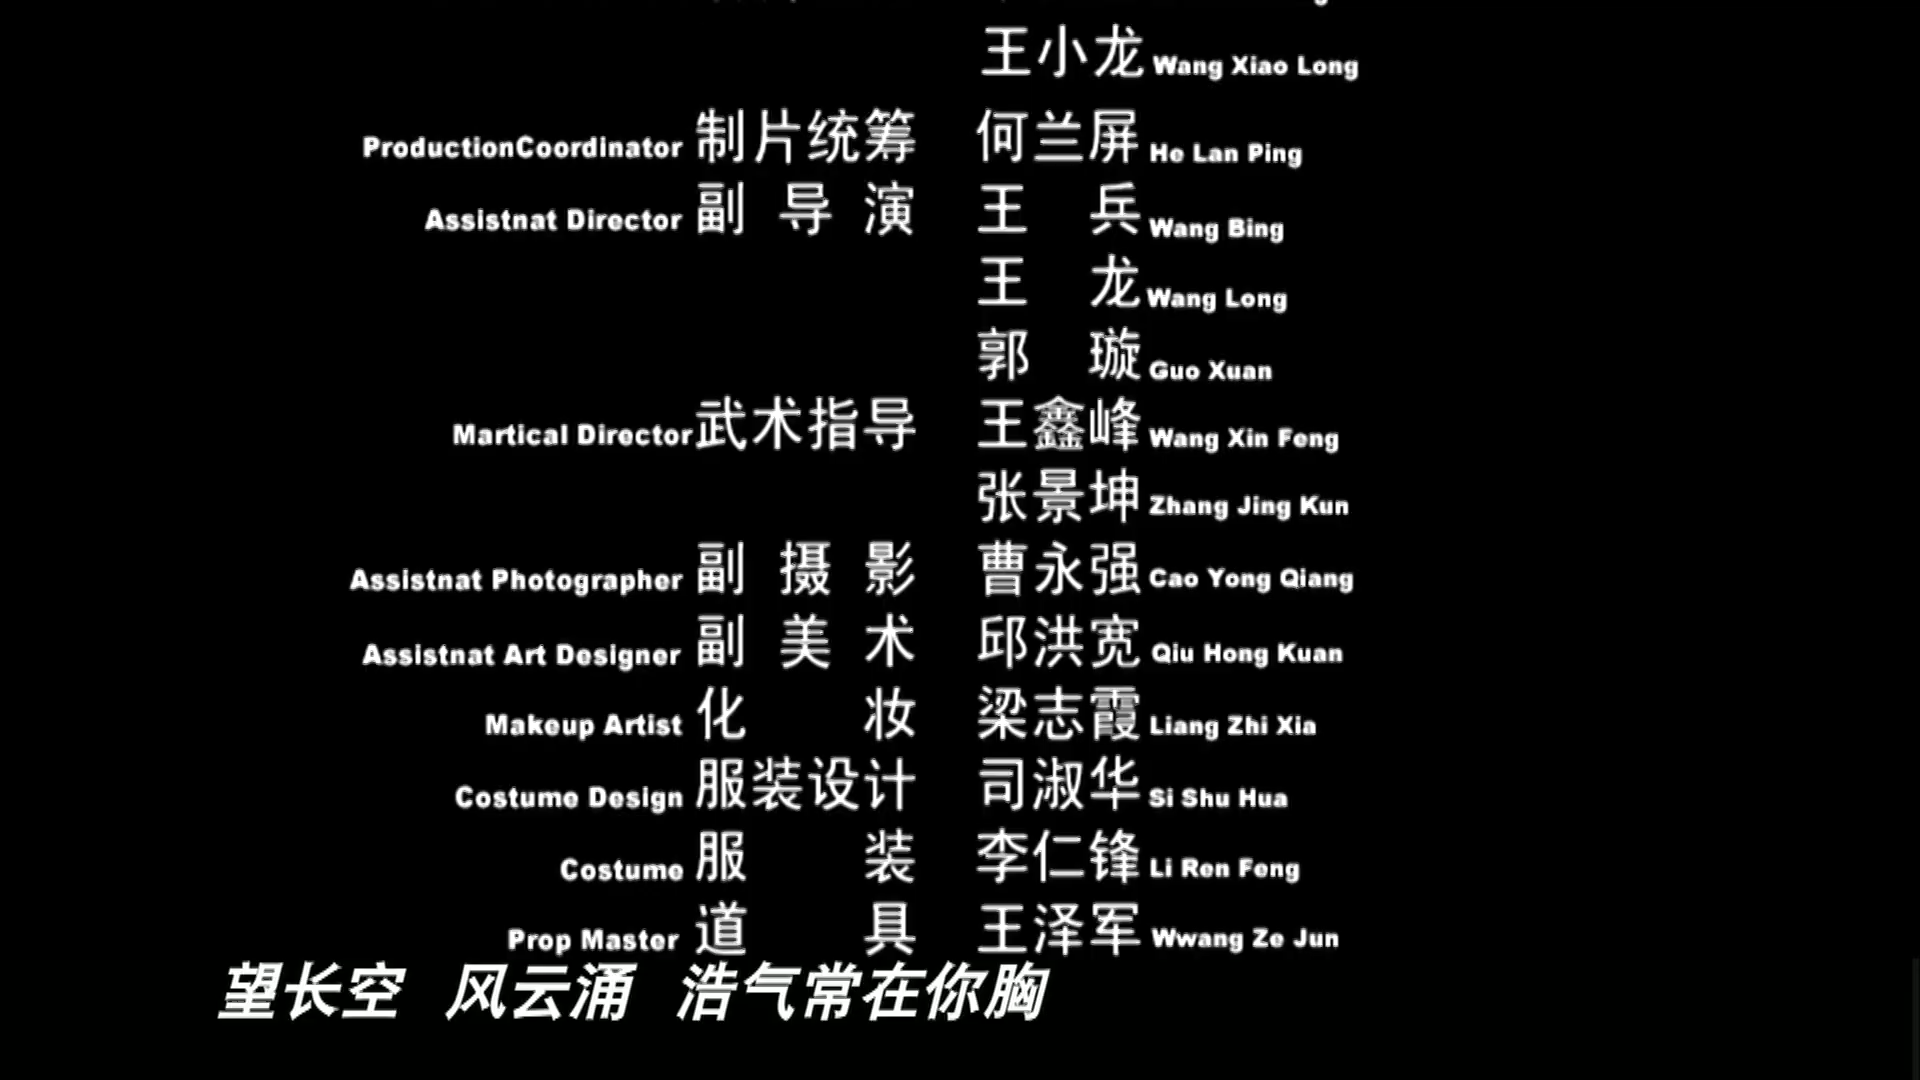 王小龙 Wang Xiao Long
ProductionCoordinator 制片统筹 何兰屏 He Lan Ping
Assistnat Director 副导演 王兵 Wang Bing
王龙 Wang Long
郭璇 Guo Xuan
Martical Director 武术指导 王鑫峰 Wang Xin Feng
张景坤 Zhang Jing Kun
Assistnat Photographer 副摄影 曹永强 Cao Yong Qiang
Assistnat Art Designer 副美术 邱洪宽 Qiu Hong Kuan
Makeup Artist 化妆 梁志霞 Liang Zhi Xia
Costume Design 服装设计 司淑华 Si Shu Hua
Costume 服装 李仁锋 Li Ren Feng
Prop Master 道具 王泽军 Wwang Ze Jun
望长空 风云涌 浩气常在你胸